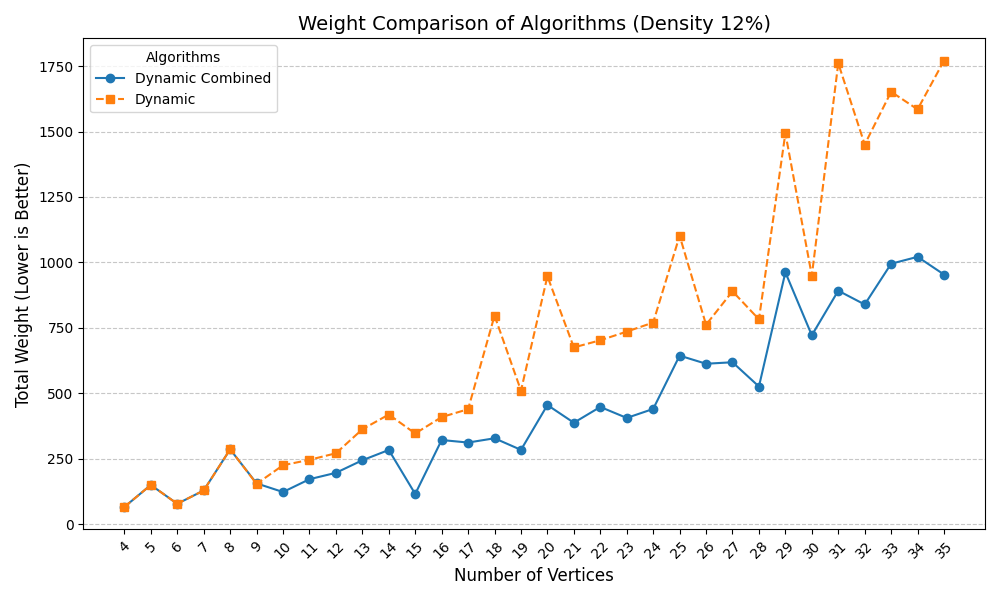 Weight Comparison of Algorithms (Density 12%)
Algorithms
Dynamic Combined
Dynamic
Total Weight (Lower is Better)
1750
1500
1250
1000
750
500
250
0
4 5 6 7 8 9 10 11 12 13 14 15 16 17 18 19 20 21 22 23 24 25 26 27 28 29 30 31 32 33 34 35
Number of Vertices